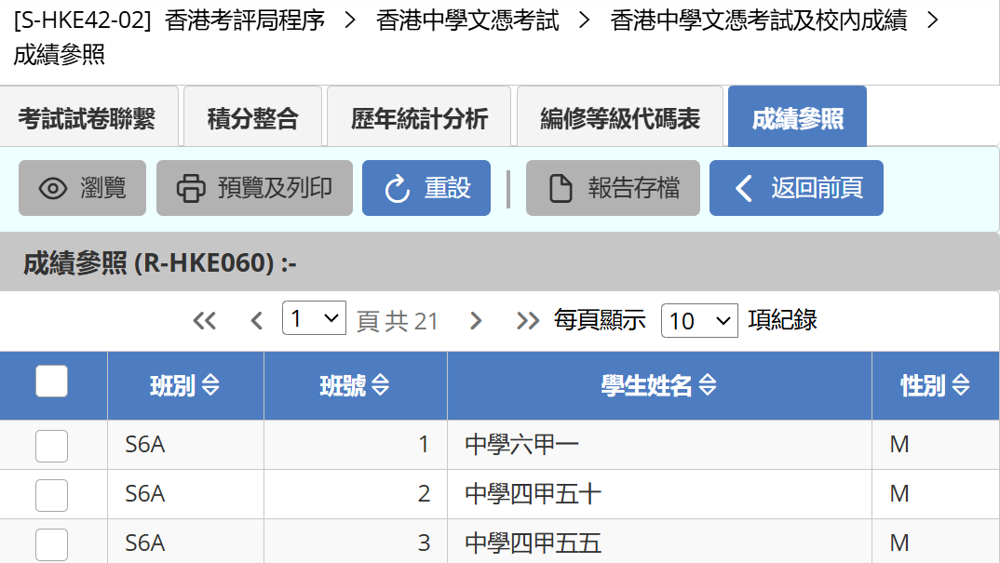 [S-HKE42-02] 香港考評局程序 > 香港中學文憑考試 > 香港中學文憑考試及校內成績 >
成績參照
考試試卷聯繫 積分整合 歷年統計分析 編修等級代碼表 成績參照
瀏覽 預覽及列印 重設 報告存檔 返回前頁
成績參照 (R-HKE060) :-
1 頁共 21 每頁顯示 10 項紀錄
班別 班號 學生姓名 性別
S6A 1 中學六甲一 M
S6A 2 中學四甲五十 M
S6A 3 中學四甲五五 M